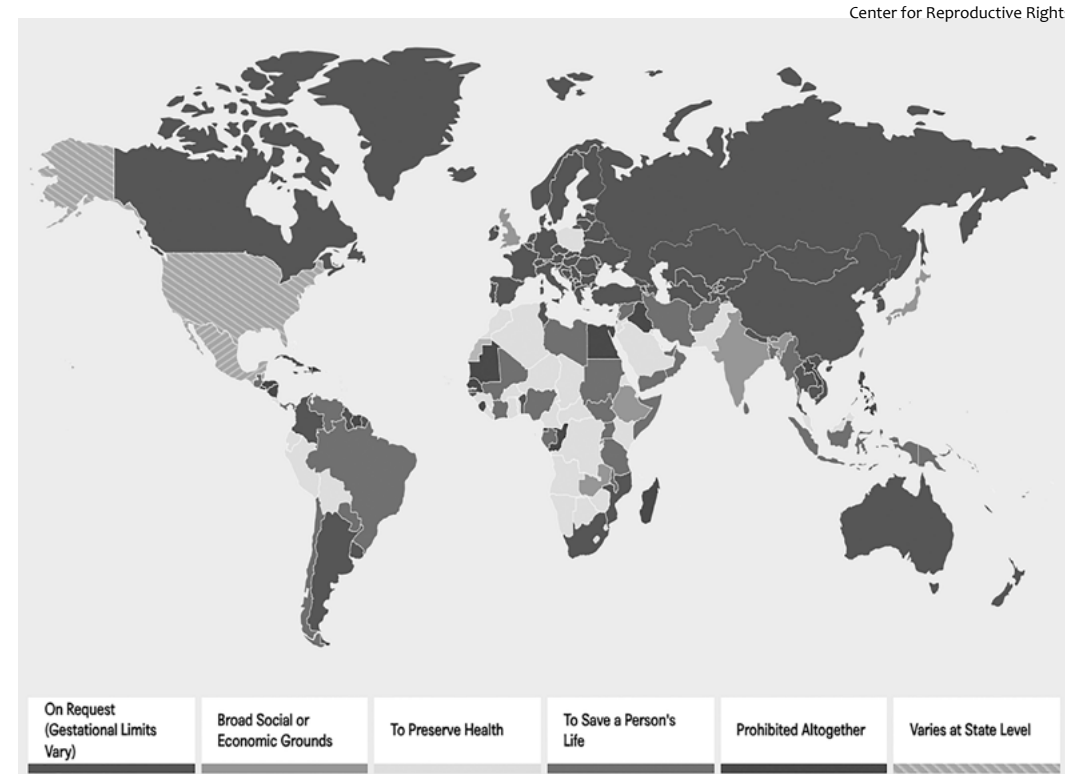 Center for Reproductive Right
On Request
(Gestational Limits
Vary)
Broad Social or
Economic Grounds
To Preserve Health
To Save a Person's
Life
Prohibited Altogether
Varies at State Level